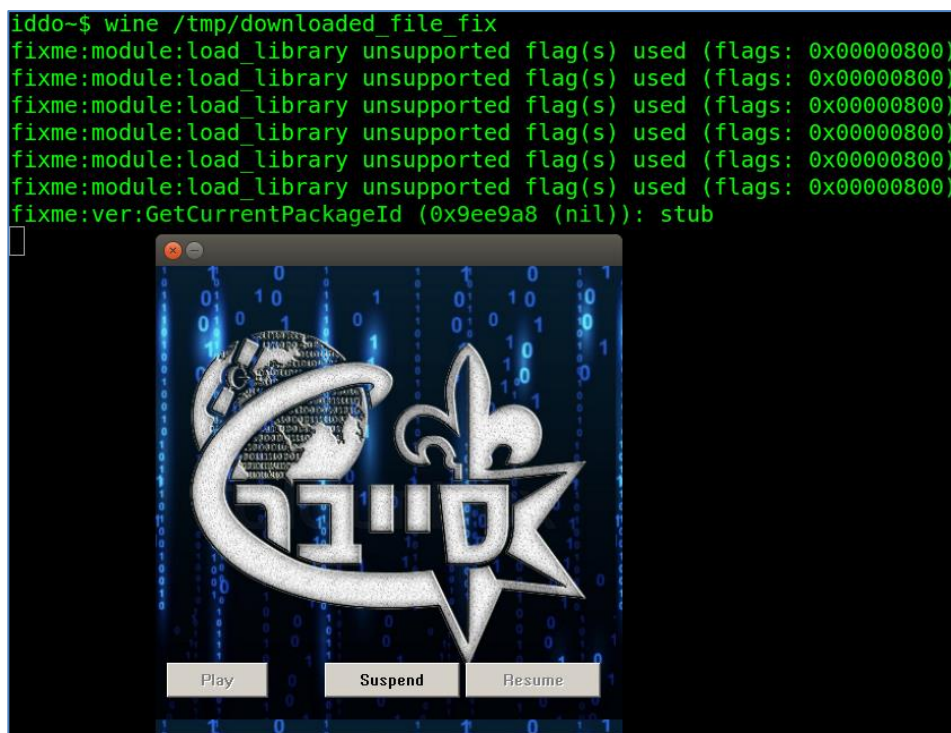 iddo~$ wine /tmp/downloaded_file_fix
fixme:module:load_library unsupported flag(s) used (flags: 0x00000800)
fixme:module:load_library unsupported flag(s) used (flags: 0x00000800)
fixme:module:load_library unsupported flag(s) used (flags: 0x00000800)
fixme:module:load_library unsupported flag(s) used (flags: 0x00000800)
fixme:module:load_library unsupported flag(s) used (flags: 0x00000800)
fixme:module:load_library unsupported flag(s) used (flags: 0x00000800)
fixme:ver:GetCurrentPackageId (0x9ee9a8 (nil)): stub
סייבר
Play Suspend Resume